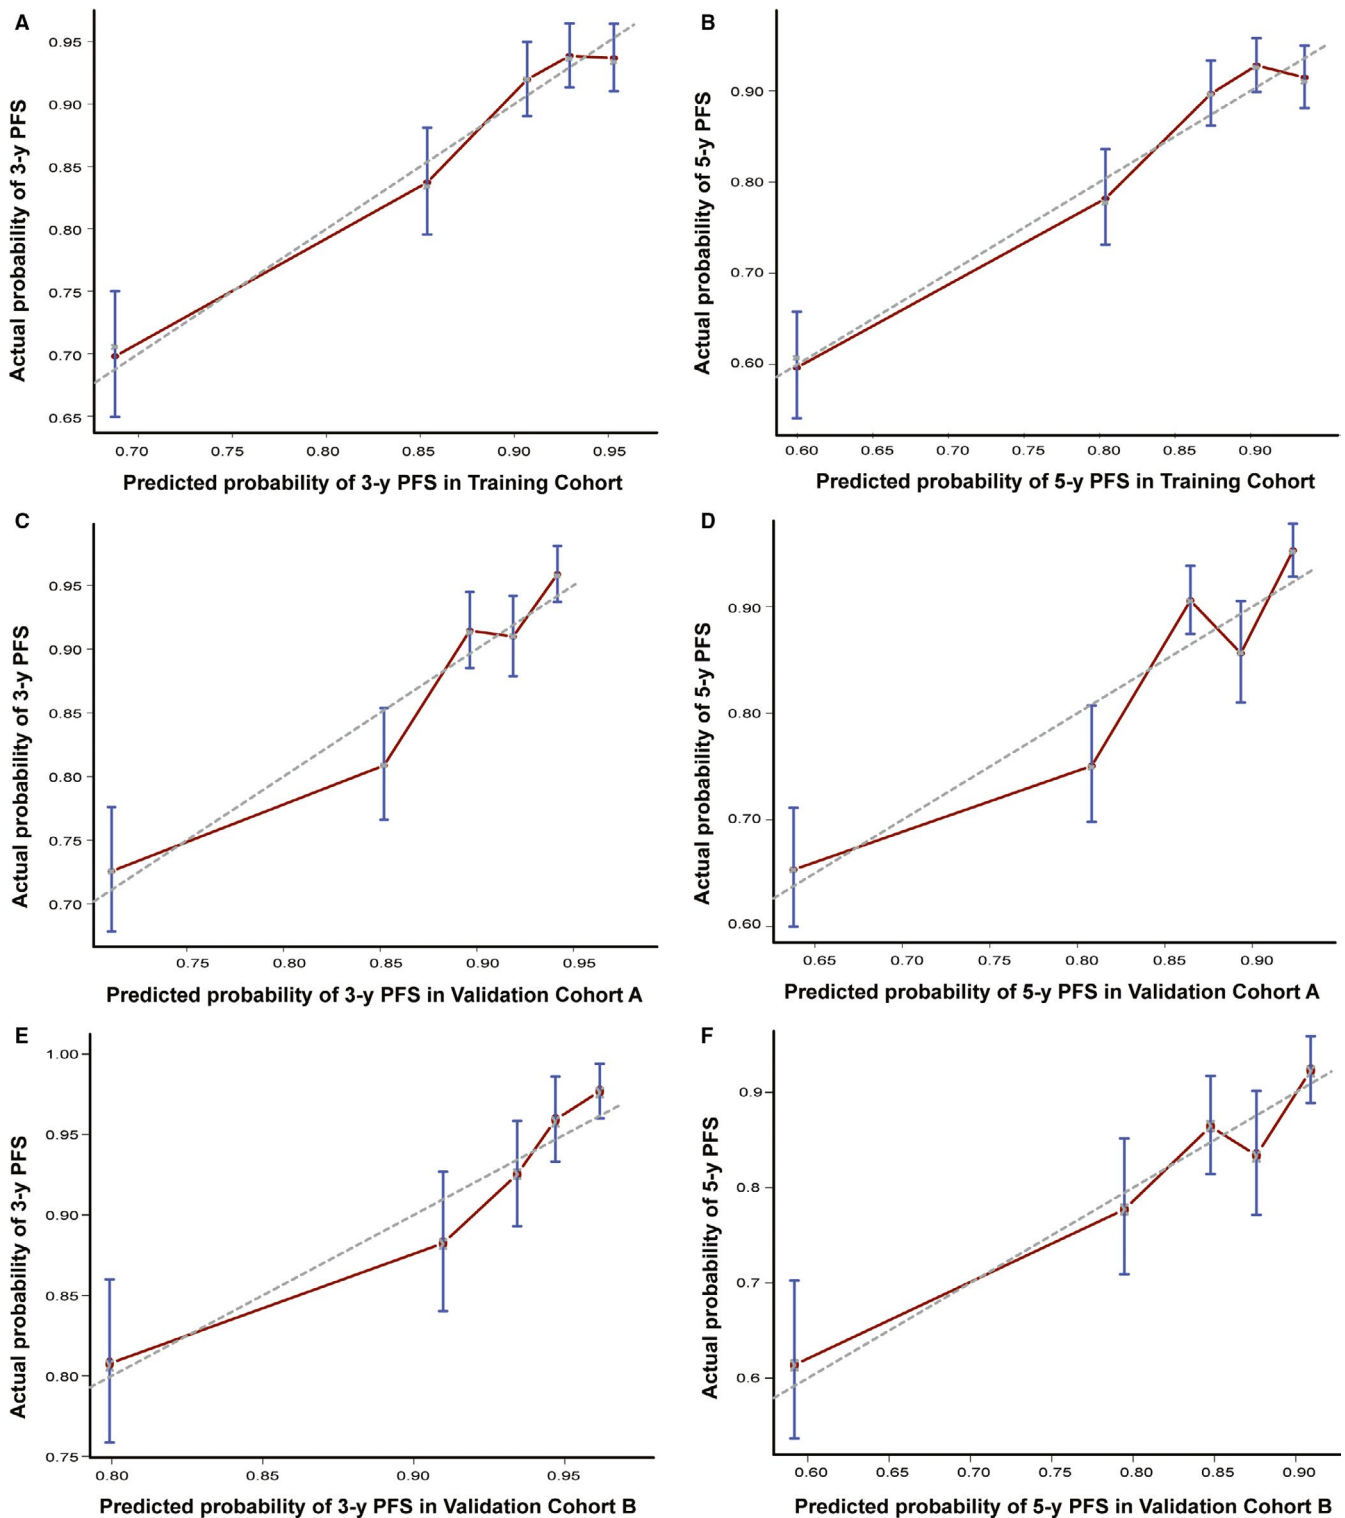 A
Actual probability of 3-y PFS
0.95
0.90
0.85
0.80
0.75
0.70
0.65
0.70 0.75 0.80 0.85 0.90 0.95
Predicted probability of 3-y PFS in Training Cohort
B
Actual probability of 5-y PFS
0.90
0.80
0.70
0.60
0.60 0.65 0.70 0.80 0.85 0.90
Predicted probability of 5-y PFS in Training Cohort
C
Actual probability of 3-y PFS
0.95
0.90
0.85
0.80
0.75
0.70
0.75 0.80 0.85 0.90 0.95
Predicted probability of 3-y PFS in Validation Cohort A
D
Actual probability of 5-y PFS
0.90
0.80
0.70
0.60
0.65 0.70 0.75 0.80 0.85 0.90
Predicted probability of 5-y PFS in Validation Cohort A
E
Actual probability of 3-y PFS
1.00
0.95
0.90
0.85
0.80
0.75
0.80 0.85 0.90 0.95
Predicted probability of 3-y PFS in Validation Cohort B
F
Actual probability of 5-y PFS
0.9
0.8
0.7
0.6
0.60 0.65 0.70 0.75 0.80 0.85 0.90
Predicted probability of 5-y PFS in Validation Cohort B